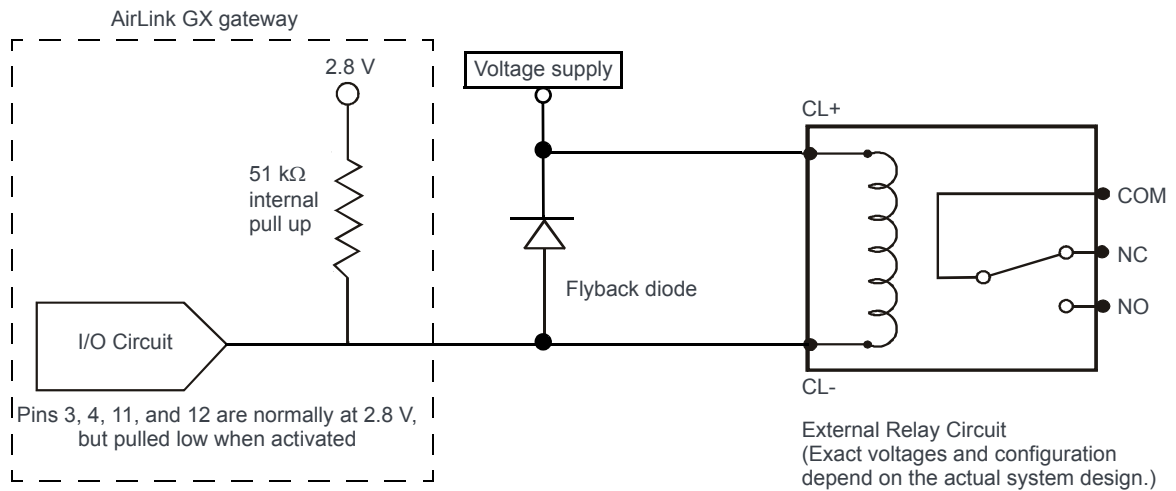 AirLink GX gateway
2.8 V
Voltage supply
CL+
51 kΩ
internal
pull up
COM
NC
Flyback diode
NO
I/O Circuit
CL-
Pins 3, 4, 11, and 12 are normally at 2.8 V,
but pulled low when activated
External Relay Circuit
(Exact voltages and configuration
depend on the actual system design.)